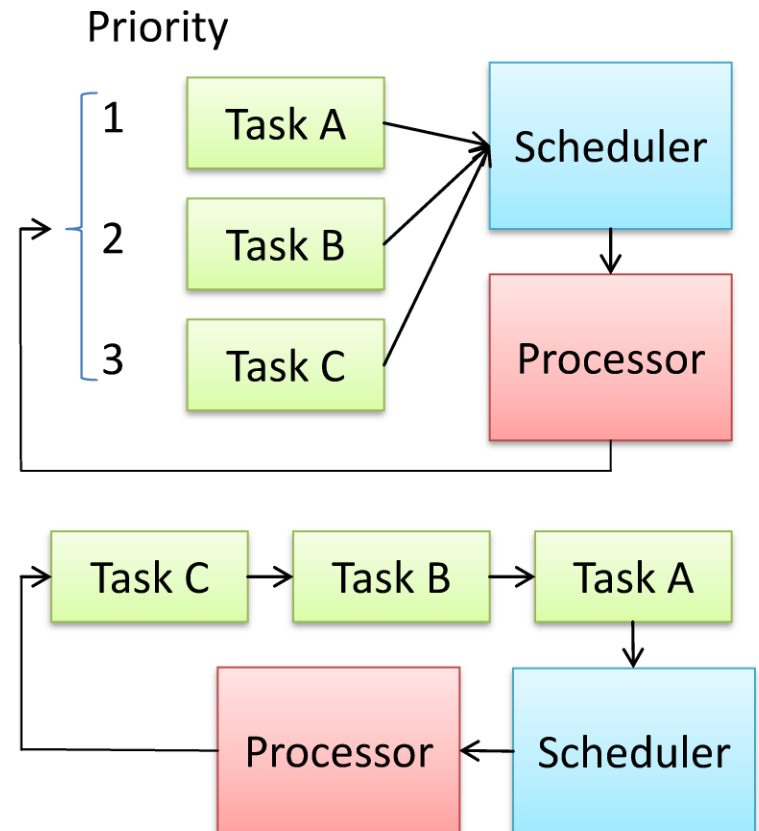 Priority
1
Task A
Scheduler
2
Task B
3
Task C
Processor
Task C
Task B
Task A
Processor
Scheduler